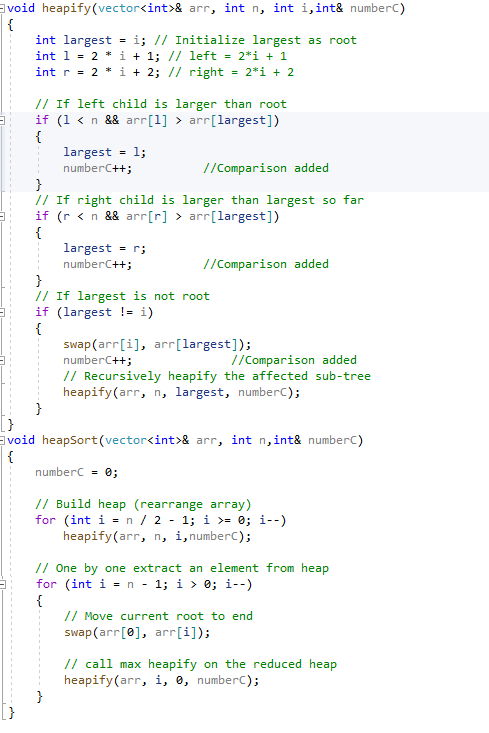 void heapify(vector<int>& arr, int n, int i,int& numberC)
{
    int largest = i; // Initialize largest as root
    int l = 2 * i + 1; // left = 2*i + 1
    int r = 2 * i + 2; // right = 2*i + 2

    // If left child is larger than root
    if (l < n && arr[l] > arr[largest])
    {
        largest = l;
        numberC++;          //Comparison added
    }
    // If right child is larger than largest so far
    if (r < n && arr[r] > arr[largest])
    {
        largest = r;
        numberC++;          //Comparison added
    }
    // If largest is not root
    if (largest != i)
    {
        swap(arr[i], arr[largest]);
        numberC++;              //Comparison added
        // Recursively heapify the affected sub-tree
        heapify(arr, n, largest, numberC);
    }
}
void heapSort(vector<int>& arr, int n,int& numberC)
{
    numberC = 0;

    // Build heap (rearrange array)
    for (int i = n / 2 - 1; i >= 0; i--)
        heapify(arr, n, i,numberC);

    // One by one extract an element from heap
    for (int i = n - 1; i > 0; i--)
    {
        // Move current root to end
        swap(arr[0], arr[i]);

        // call max heapify on the reduced heap
        heapify(arr, i, 0, numberC);
    }
}